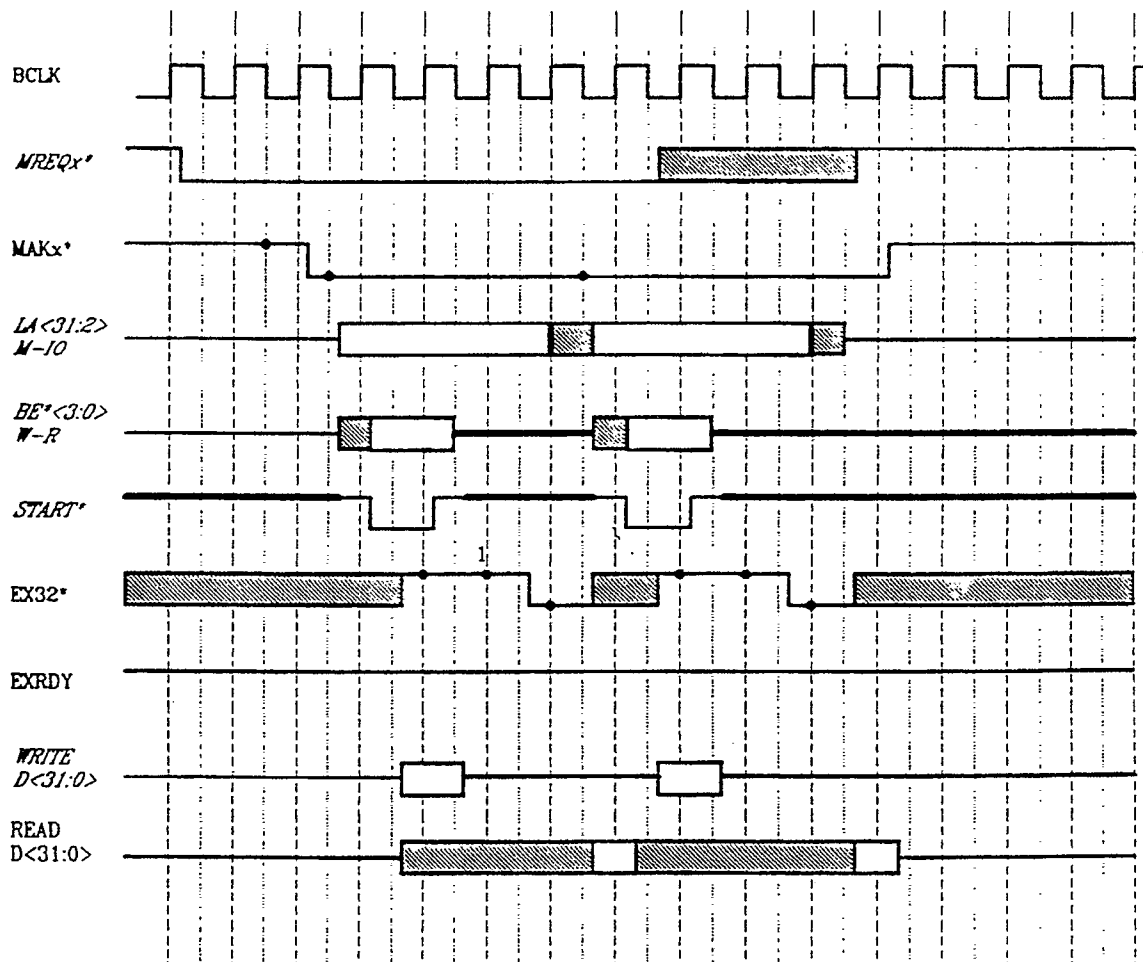 BCLK
MREQx*
MAKx*
LA<31:2>
M-IO
BE*<3:0>
W-R
START*
1
EX32*
EXRDY
WRITE
D<31:0>
READ
D<31:0>